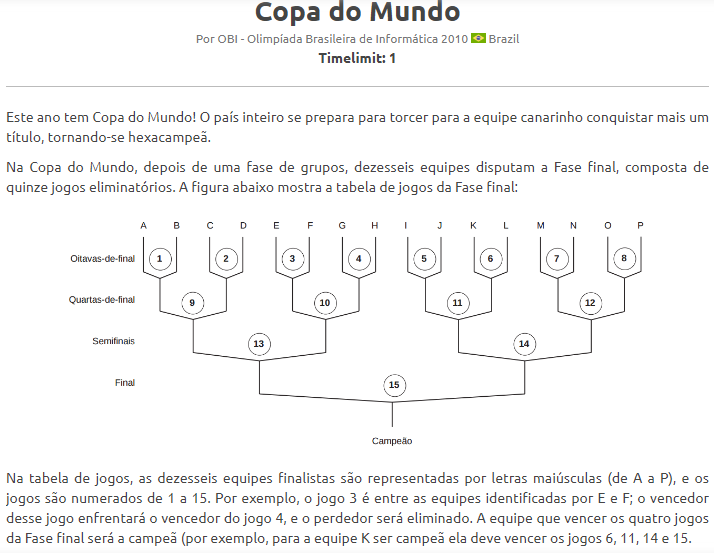 Copa do Mundo
Por OBI - Olimpíada Brasileira de Informática 2010 Brazil
Timelimit: 1
Este ano tem Copa do Mundo! O país inteiro se prepara para torcer para a equipe canarinho conquistar mais um
título, tornando-se hexacampeã.
Na Copa do Mundo, depois de uma fase de grupos, dezesseis equipes disputam a Fase final, composta de
quinze jogos eliminatórios. A figura abaixo mostra a tabela de jogos da Fase final:
A B C D E F G H I J K L M N O P
Oitavas-de-final 1 2 3 4 5 6 7 8
Quartas-de-final 9 10 11 12
Semifinais 13 14
Final 15
Campeão
Na tabela de jogos, as dezesseis equipes finalistas são representadas por letras maiúsculas (de A a P), e os
jogos são numerados de 1 a 15. Por exemplo, o jogo 3 é entre as equipes identificadas por E e F; o vencedor
desse jogo enfrentará o vencedor do jogo 4, e o perdedor será eliminado. A equipe que vencer os quatro jogos
da Fase final será a campeã (por exemplo, para a equipe K ser campeã ela deve vencer os jogos 6, 11, 14 e 15.